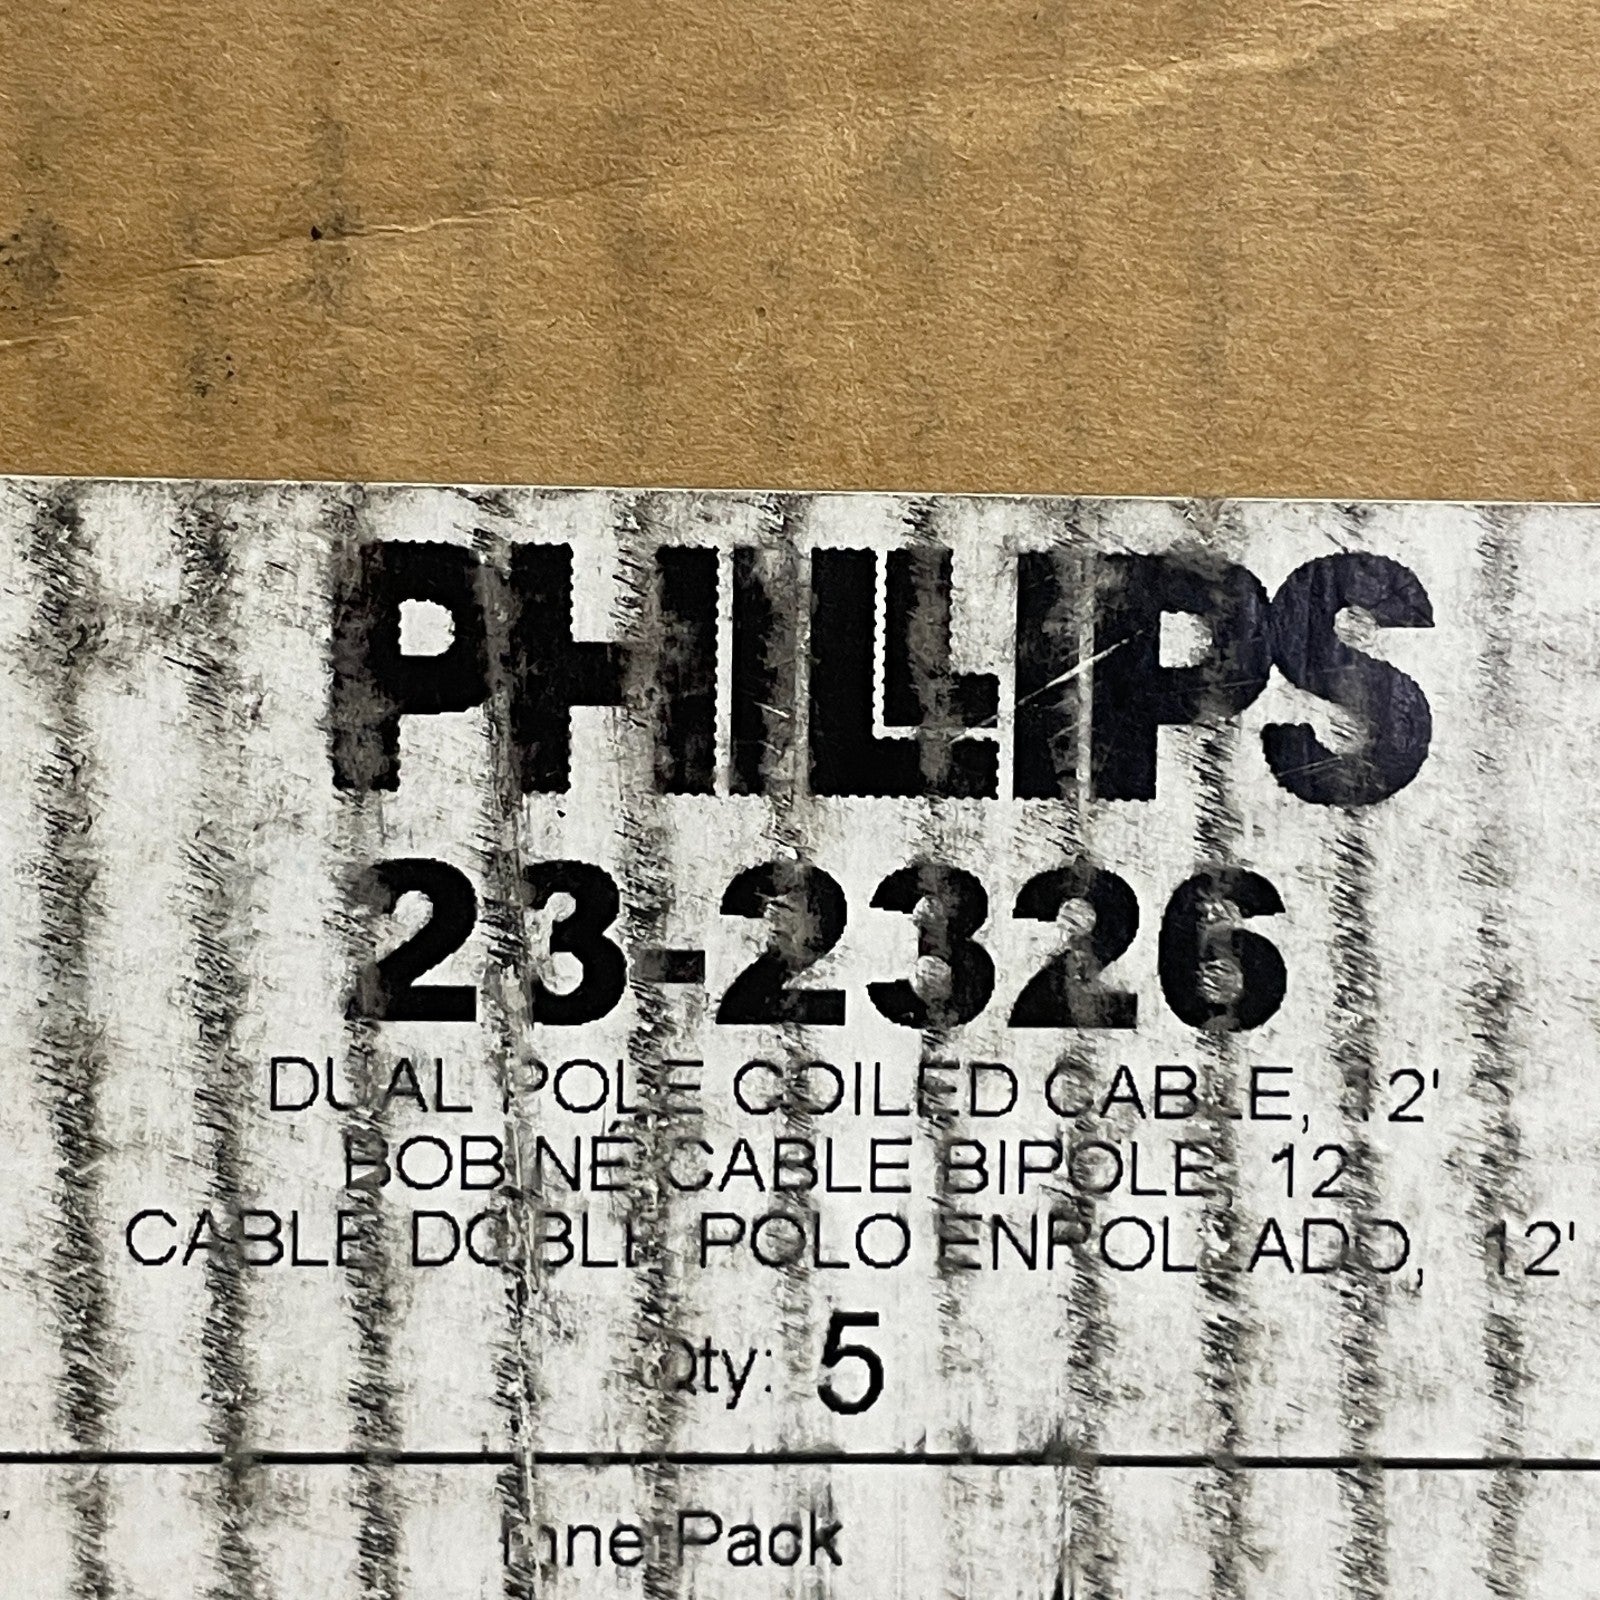 PHILLIPS
23-2326
DUAL POLE COILED CABLE, 12'
BOBINÉ CABLE BIPOLE, 12'
CABLE DOBLE POLO ENROLLADO, 12'
Qty: 5
Inner Pack